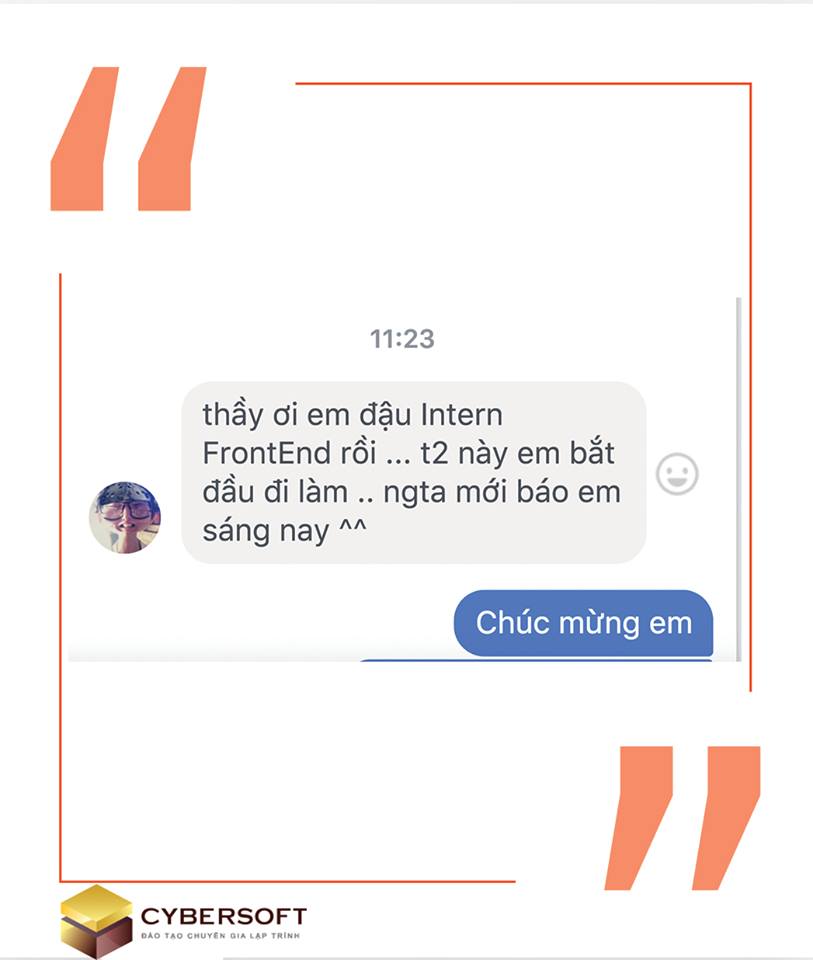 11:23
thầy ơi em đậu Intern
FrontEnd rồi ... t2 này em bắt
đầu đi làm .. ngta mới báo em
sáng nay ^^
Chúc mừng em
CYBERSOFT
ĐÀO TẠO CHUYÊN GIA LẬP TRÌNH